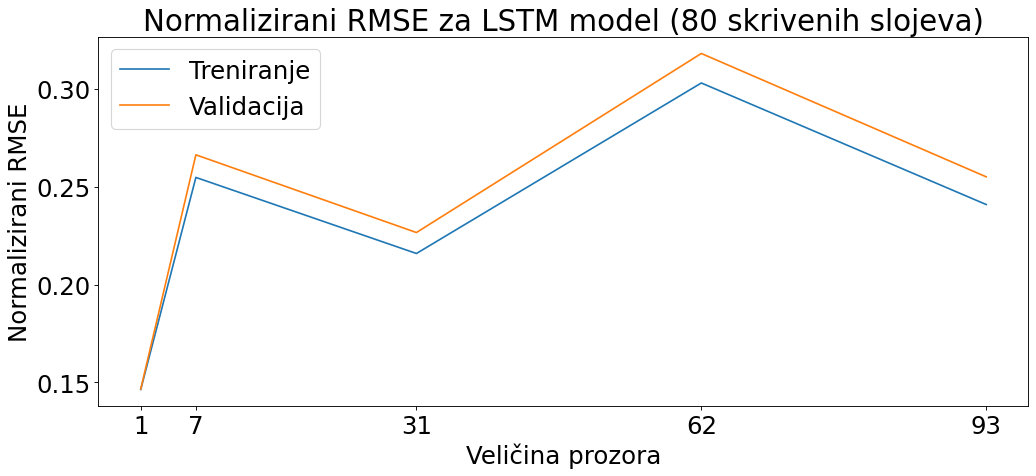 Normalizirani RMSE za LSTM model (80 skrivenih slojeva)
Treniranje
Validacija
Normalizirani RMSE
0.30
0.25
0.20
0.15
1 7 31 62 93
Veličina prozora